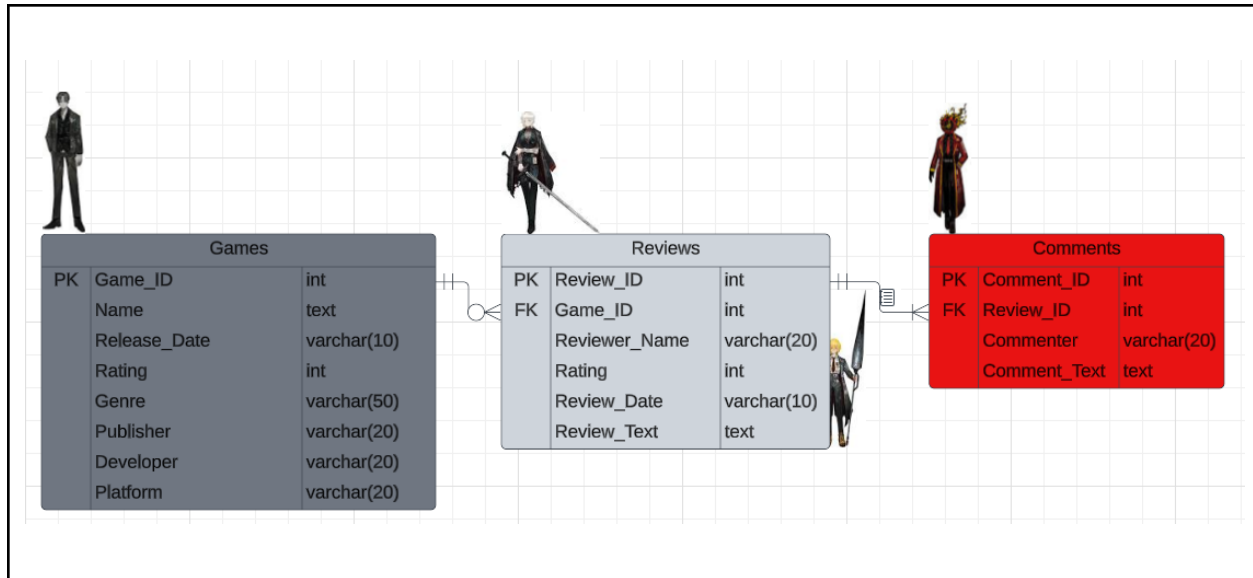 Games
PK Game_ID int
Name text
Release_Date varchar(10)
Rating int
Genre varchar(50)
Publisher varchar(20)
Developer varchar(20)
Platform varchar(20)
Reviews
PK Review_ID int
FK Game_ID int
Reviewer_Name varchar(20)
Rating int
Review_Date varchar(10)
Review_Text text
Comments
PK Comment_ID int
FK Review_ID int
Commenter varchar(20)
Comment_Text text